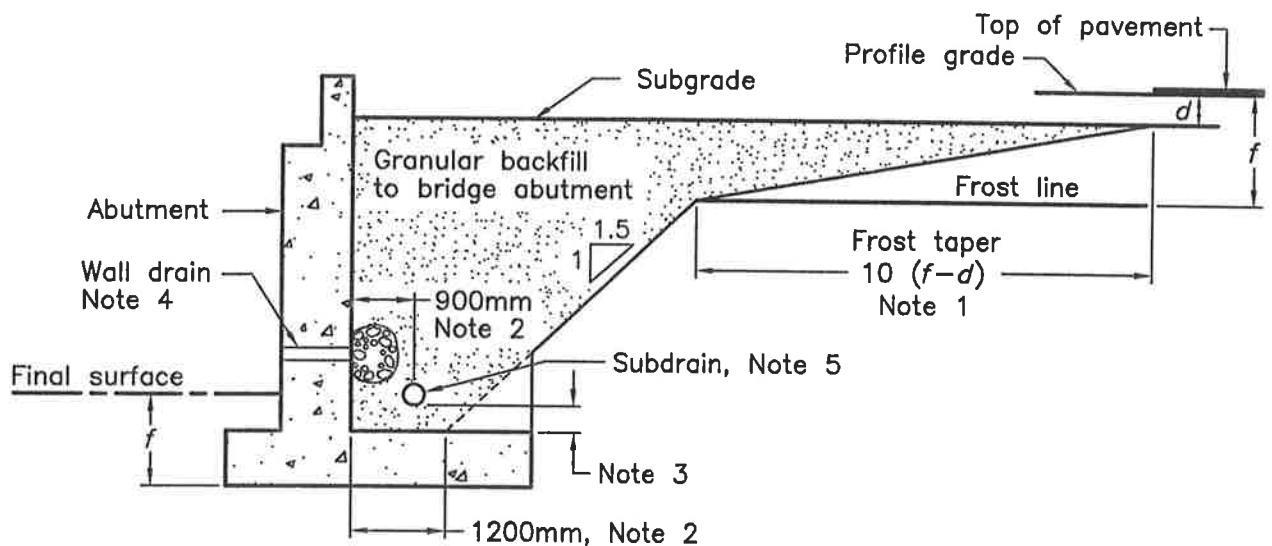 Top of pavement
Profile grade
Subgrade
d
f
Granular backfill
to bridge abutment
Frost line
Abutment
1.5
1
Frost taper
10 (f–d)
Note 1
Wall drain
Note 4
900mm
Note 2
Subdrain, Note 5
Final surface
f
Note 3
1200mm, Note 2